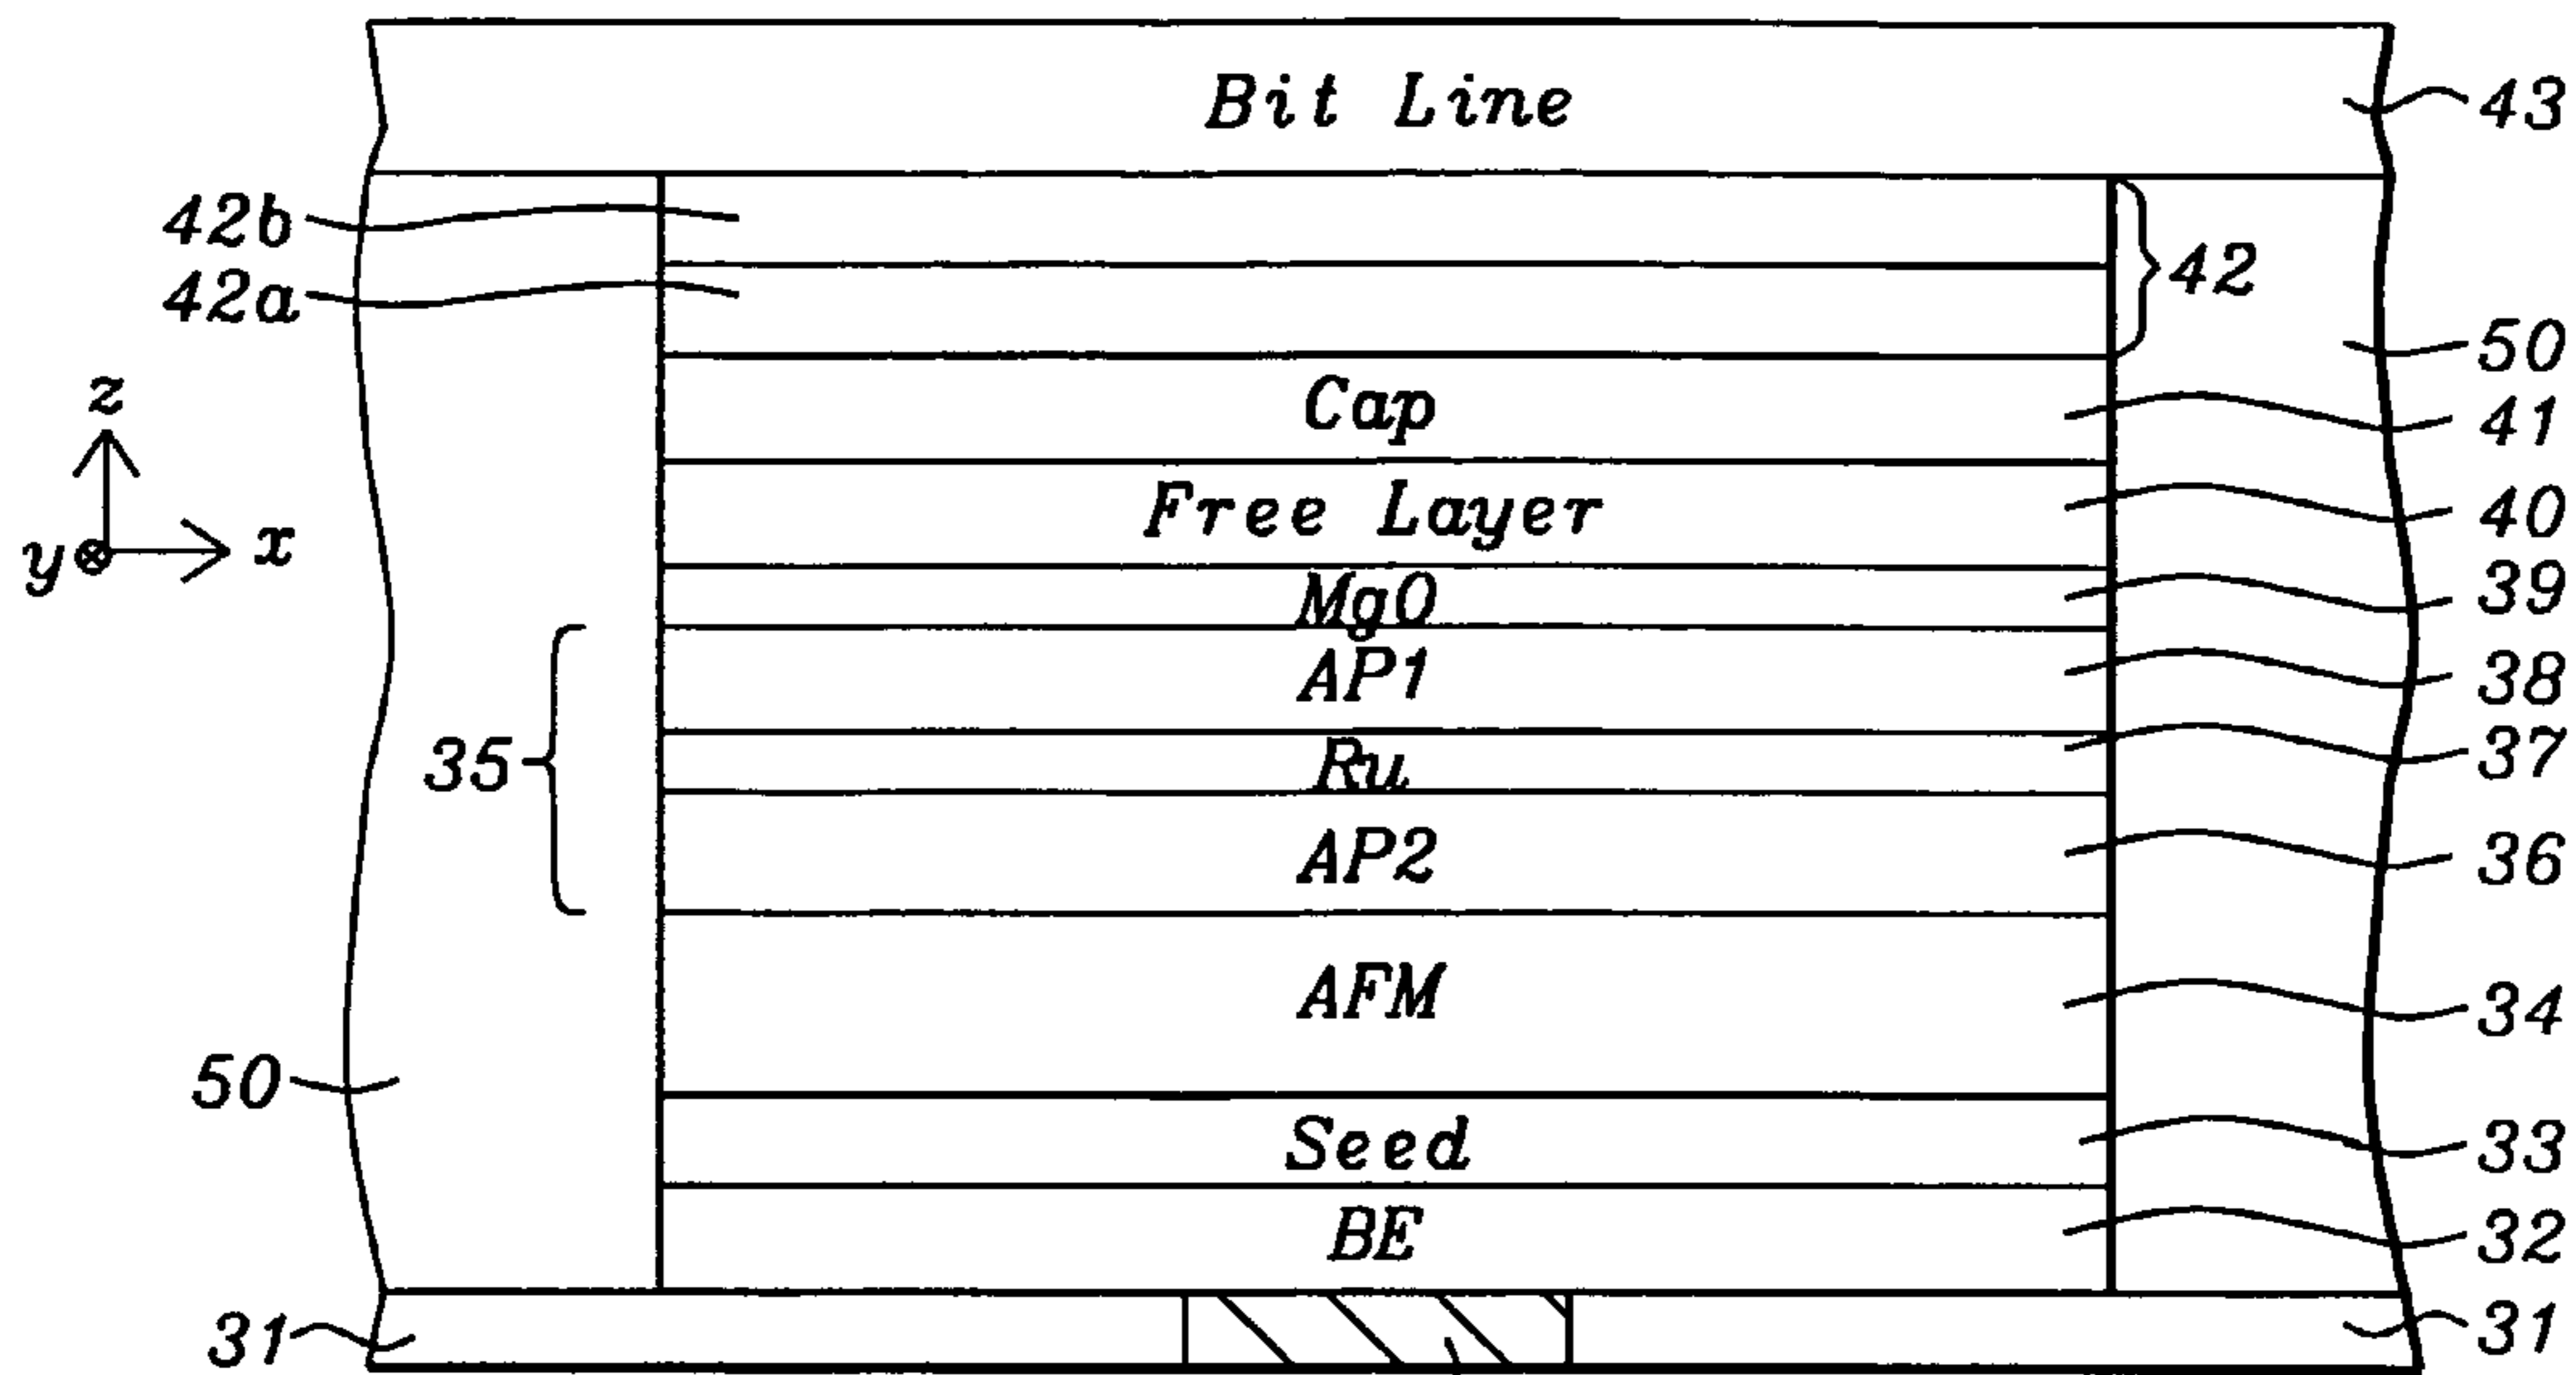 Bit Line
43
42b
42a
42
50
Cap
41
z
Free Layer
40
y
x
MgO
39
AP1
38
35
Ru
37
AP2
36
AFM
34
50
Seed
33
BE
32
31
31